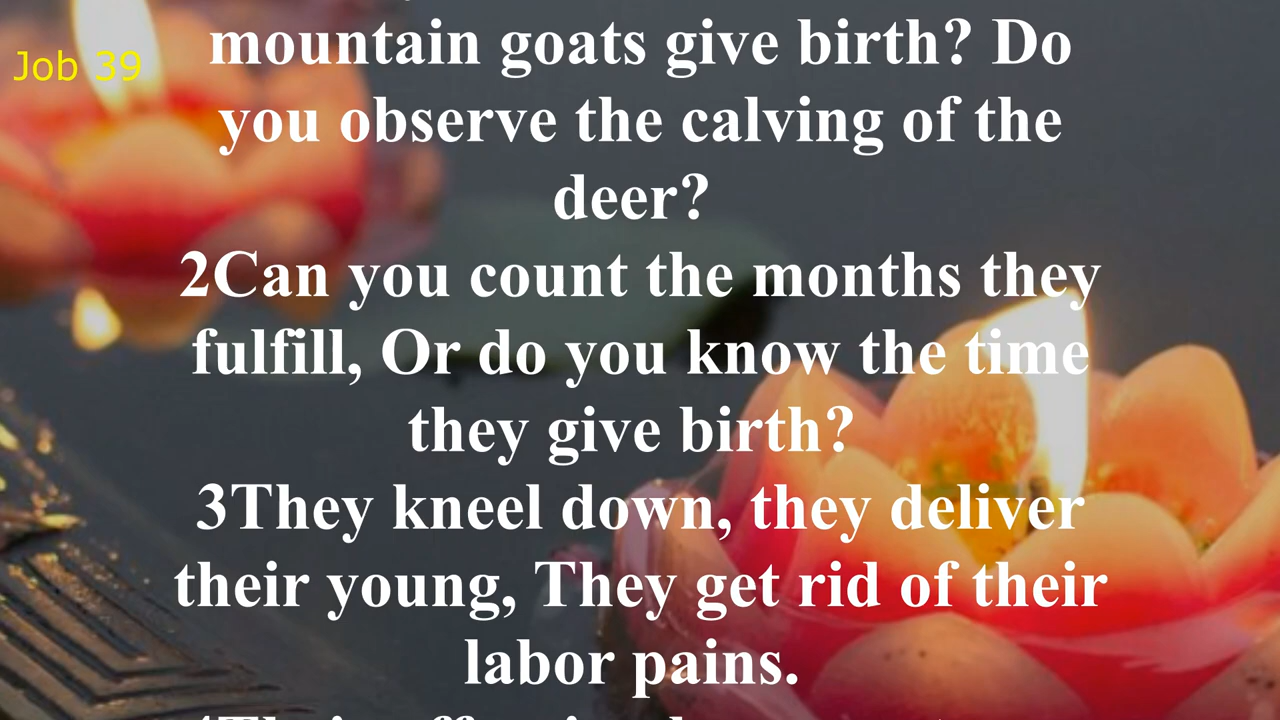 Job 39
mountain goats give birth? Do
you observe the calving of the
deer?
2Can you count the months they
fulfill, Or do you know the time
they give birth?
3They kneel down, they deliver
their young, They get rid of their
labor pains.